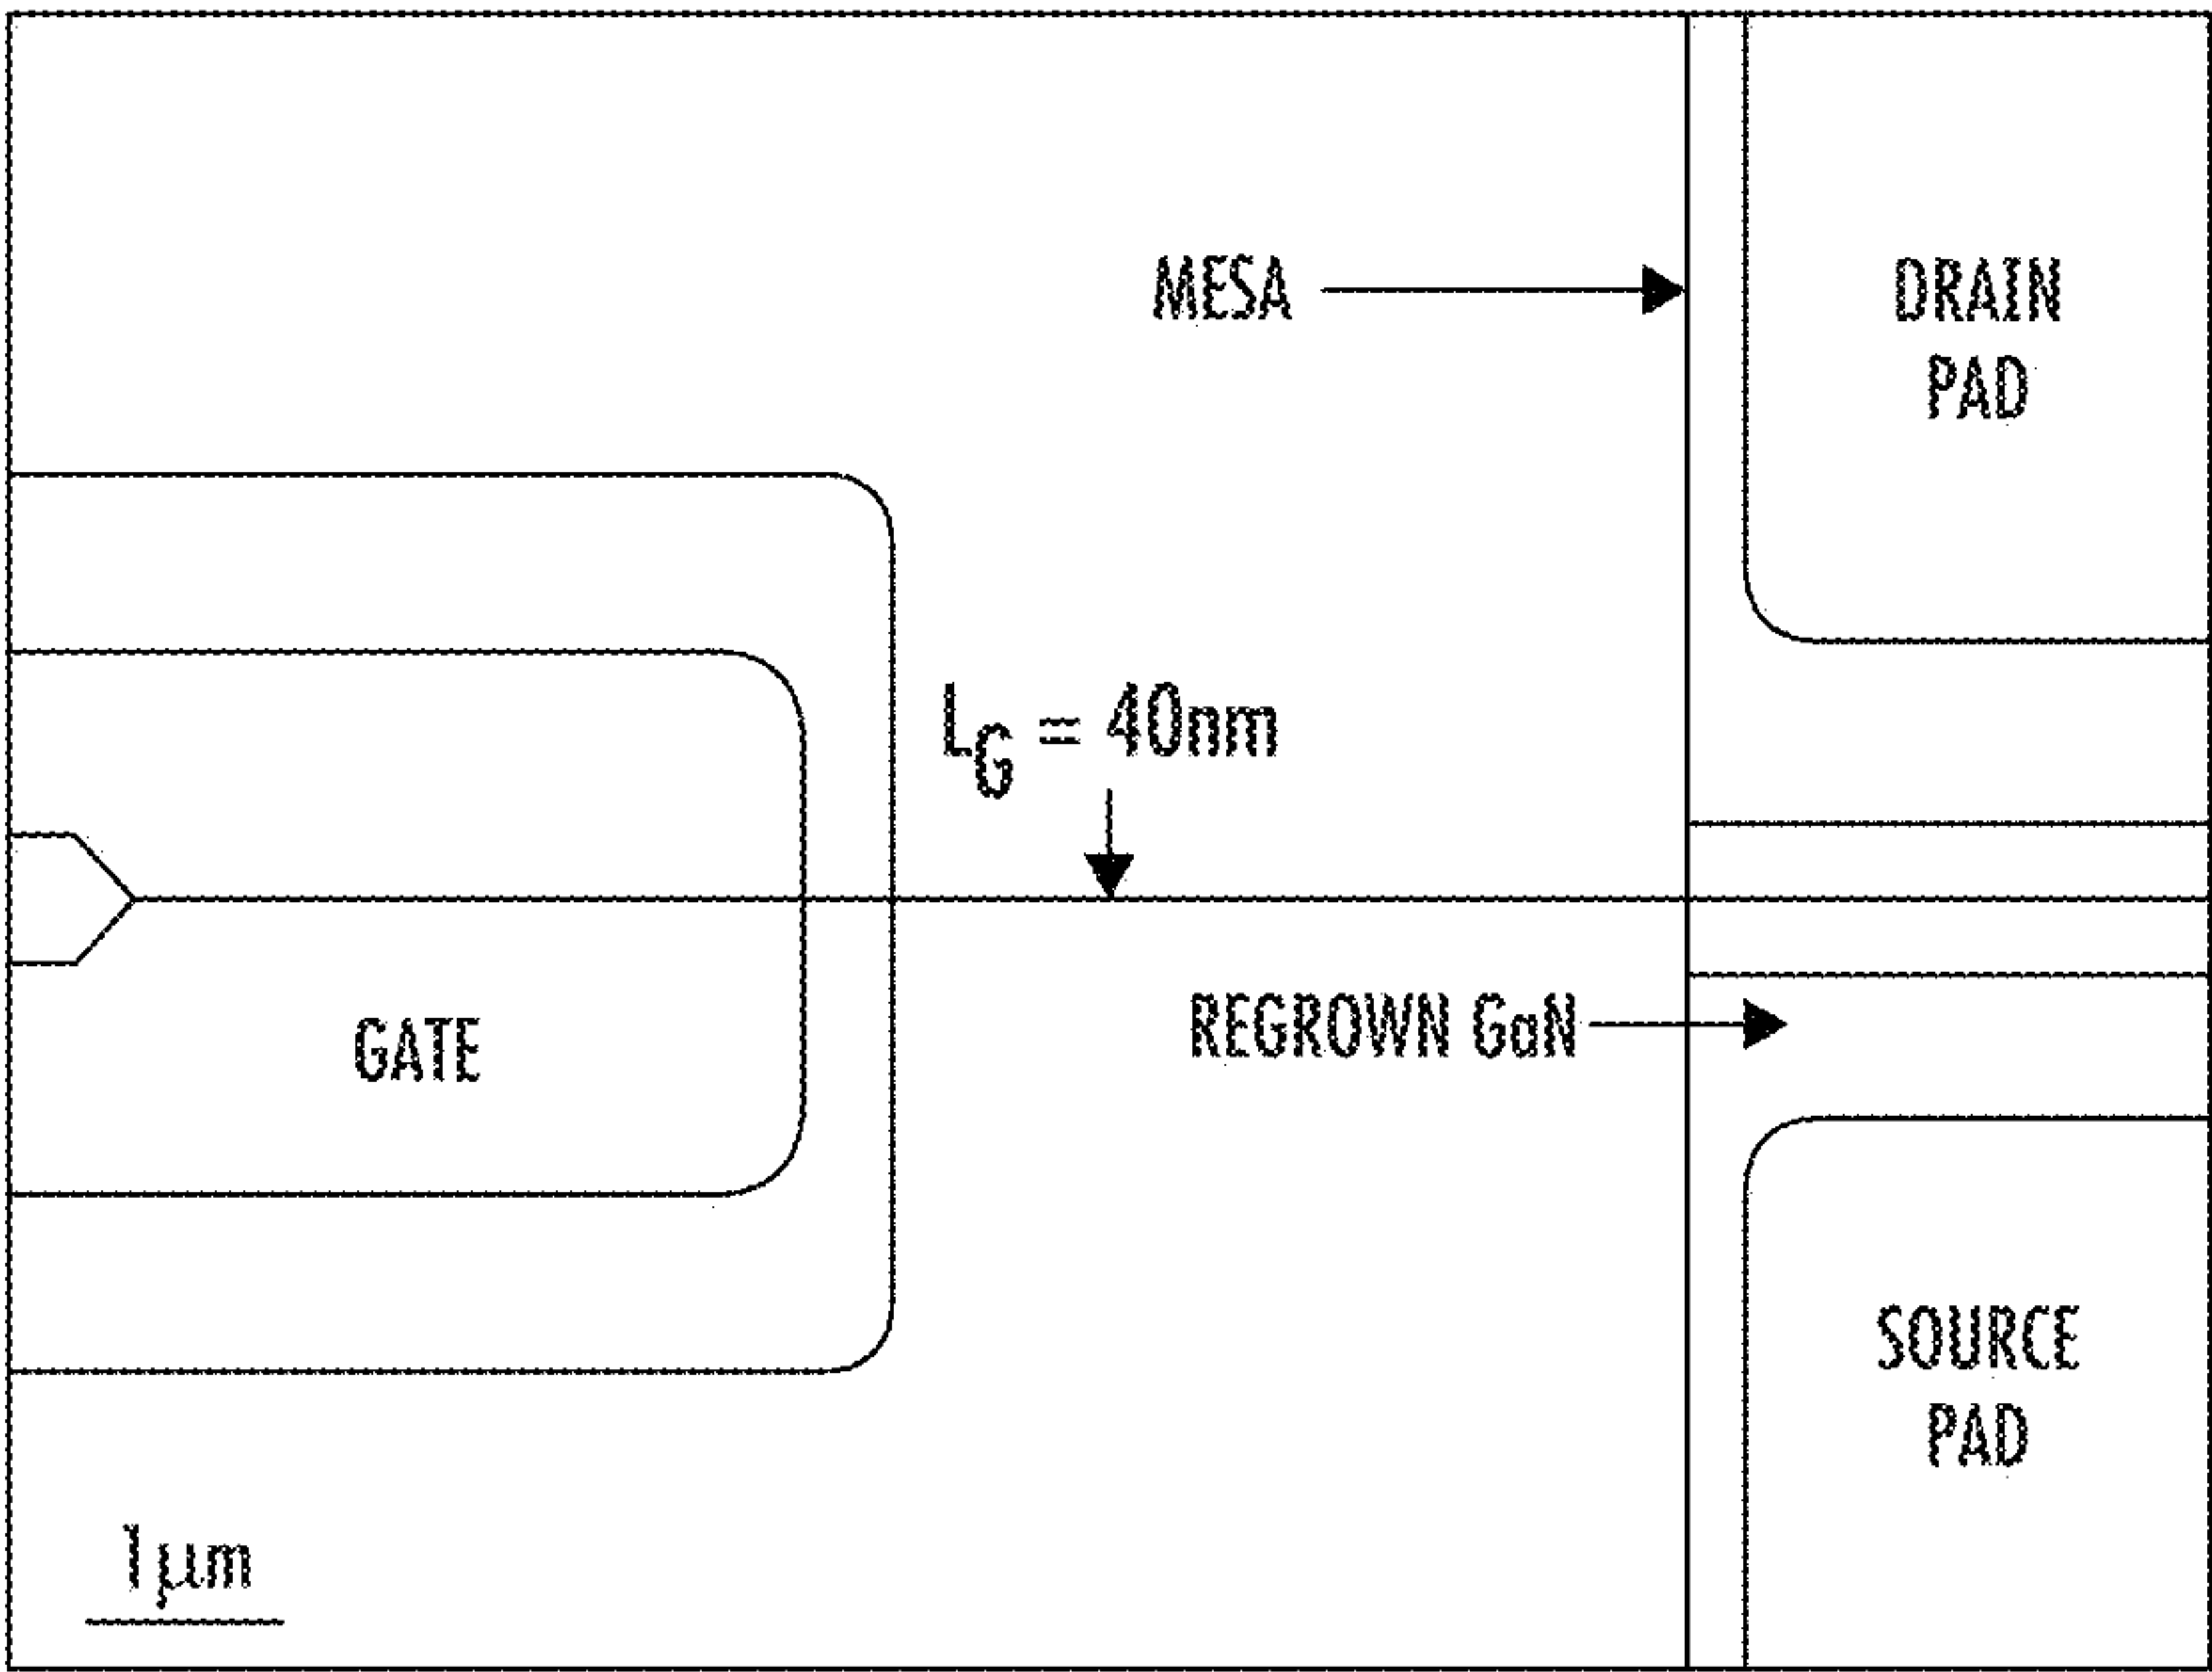 MESA
DRAIN
PAD
LG = 40nm
REGROWN GaN
GATE
SOURCE
PAD
1μm